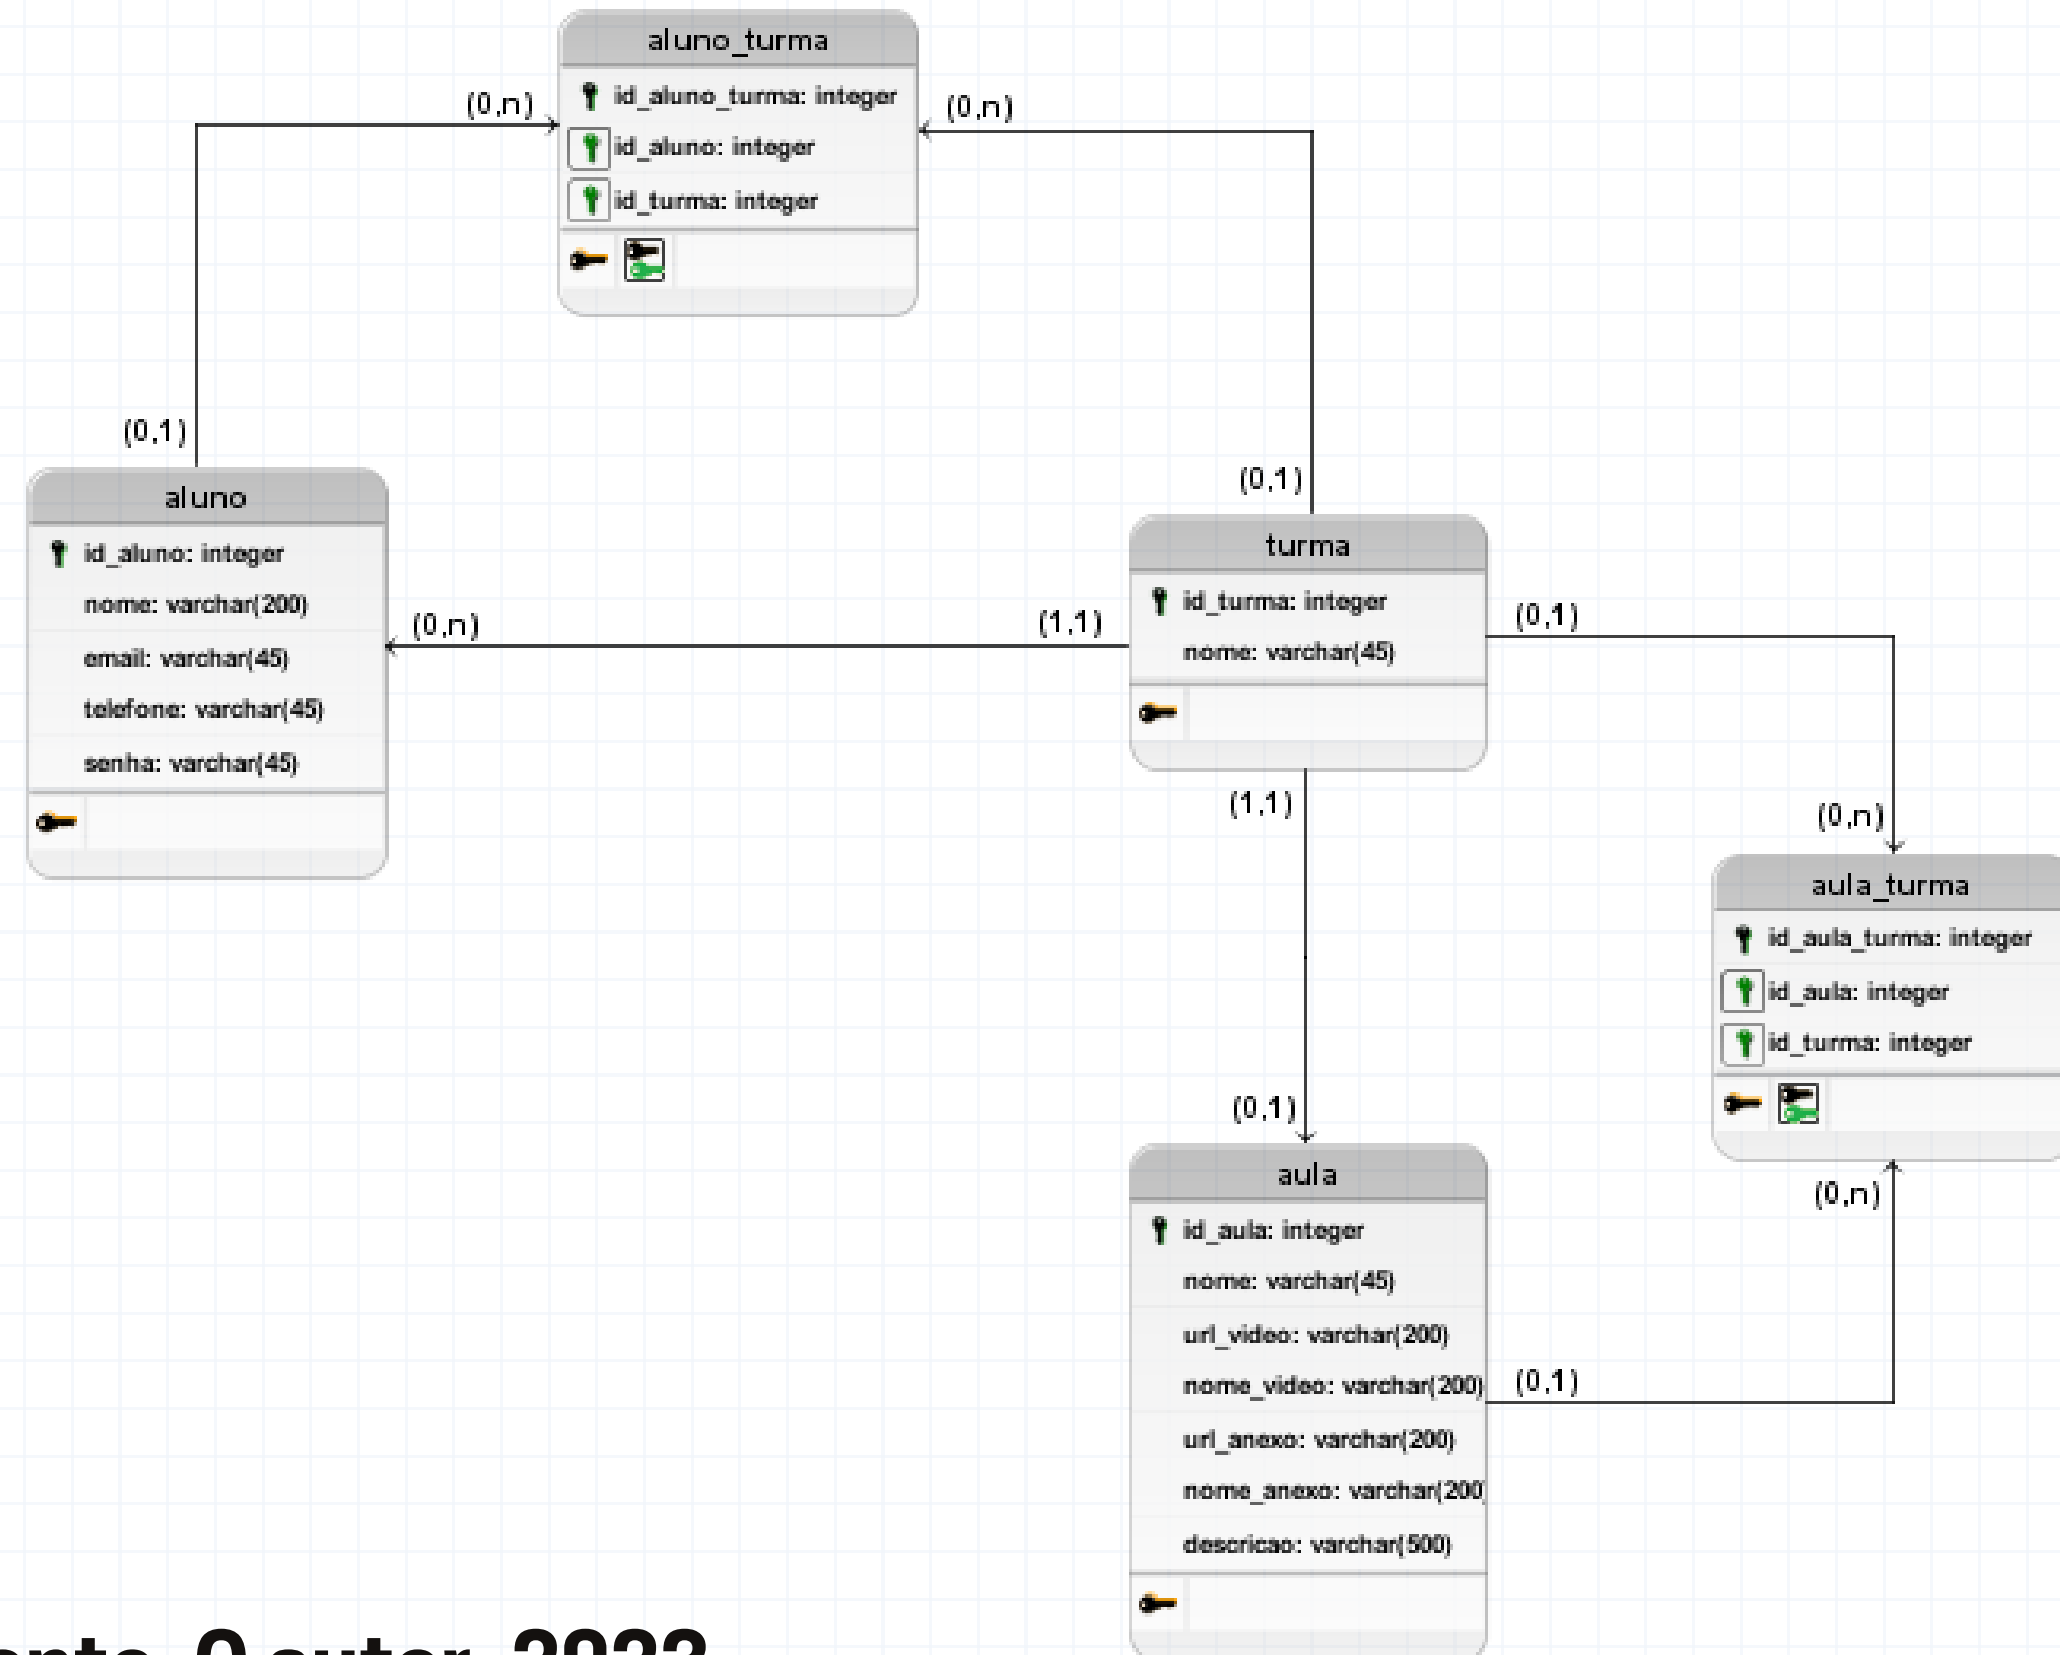 aluno_turma
id_aluno_turma: integer
id_aluno: integer
id_turma: integer
(0,n)
(0,n)
(0,1)
(0,1)
aluno
id_aluno: integer
nome: varchar(200)
email: varchar(45)
telefone: varchar(45)
senha: varchar(45)
(0,n)
(1,1)
turma
id_turma: integer
nome: varchar(45)
(0,1)
(1,1)
(0,n)
aula_turma
id_aula_turma: integer
id_aula: integer
id_turma: integer
(0,n)
(0,1)
aula
id_aula: integer
nome: varchar(45)
url_video: varchar(200)
nome_video: varchar(200)
url_anexo: varchar(200)
nome_anexo: varchar(200)
descricao: varchar(500)
(0,1)
O autor, 2023